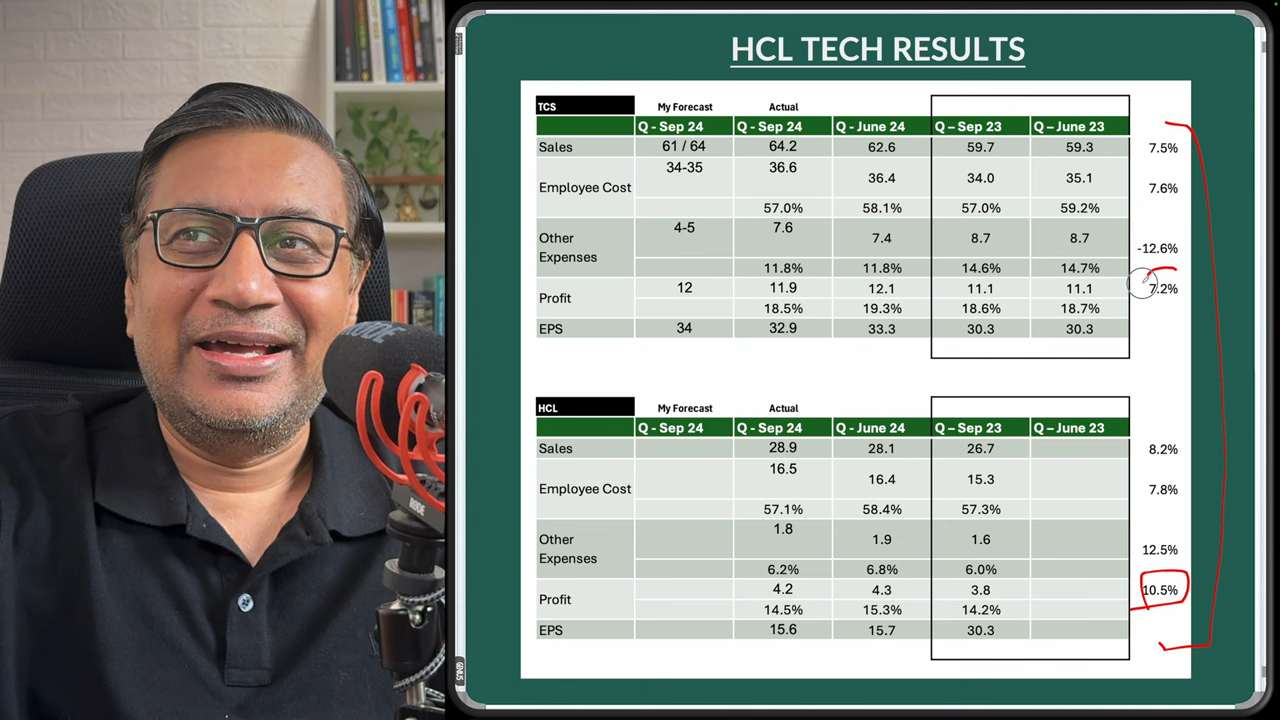 HCL TECH RESULTS
TCS My Forecast Actual
Q - Sep 24 Q - Sep 24 Q - June 24 Q – Sep 23 Q – June 23
Sales 61 / 64 64.2 62.6 59.7 59.3 7.5%
Employee Cost 34-35 36.6 36.4 34.0 35.1 7.6%
57.0% 58.1% 57.0% 59.2%
Other
Expenses 4-5 7.6 7.4 8.7 8.7 -12.6%
11.8% 11.8% 14.6% 14.7%
Profit 12 11.9 12.1 11.1 11.1 7.2%
18.5% 19.3% 18.6% 18.7%
EPS 34 32.9 33.3 30.3 30.3
HCL My Forecast Actual
Q - Sep 24 Q - Sep 24 Q - June 24 Q – Sep 23 Q – June 23
Sales 28.9 28.1 26.7 8.2%
Employee Cost 16.5 16.4 15.3 7.8%
57.1% 58.4% 57.3%
Other
Expenses 1.8 1.9 1.6 12.5%
6.2% 6.8% 6.0%
Profit 4.2 4.3 3.8 10.5%
14.5% 15.3% 14.2%
EPS 15.6 15.7 30.3
RODE
RODE
GENIUS